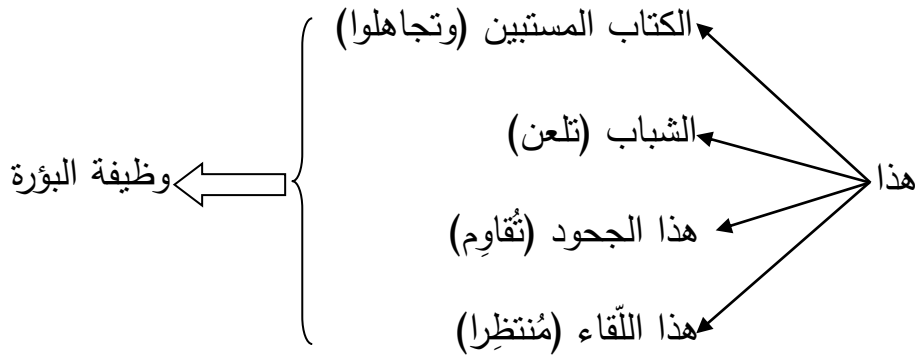 الكتاب المستبين (وتجاهلوا)
الشباب (تلعن)
هذا
وظيفة البؤرة
هذا الجحود (تُقاوِم)
هذا اللّقاء (مُنتظِرا)